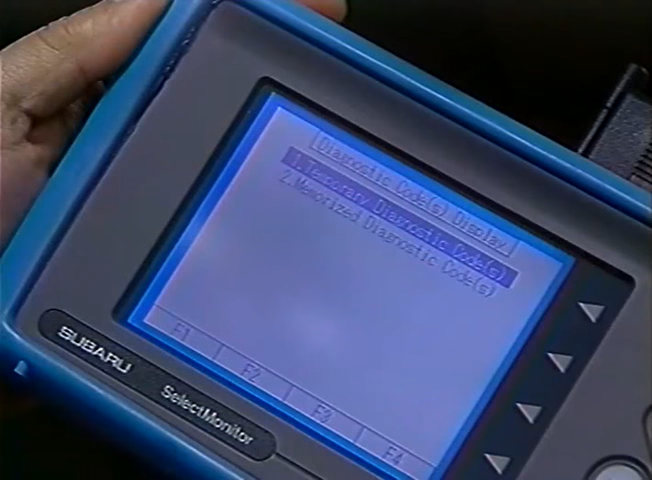 Diagnostic Code(s) Display
1.Temporary Diagnostic Code(s)
2.Memorized Diagnostic Code(s)
F1 F2 F3 F4
SUBARU SelectMonitor